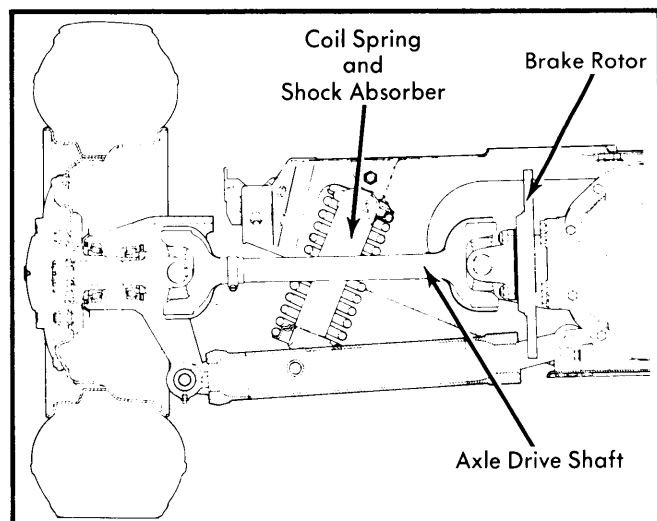 Coil Spring
and
Shock Absorber
Brake Rotor
Axle Drive Shaft